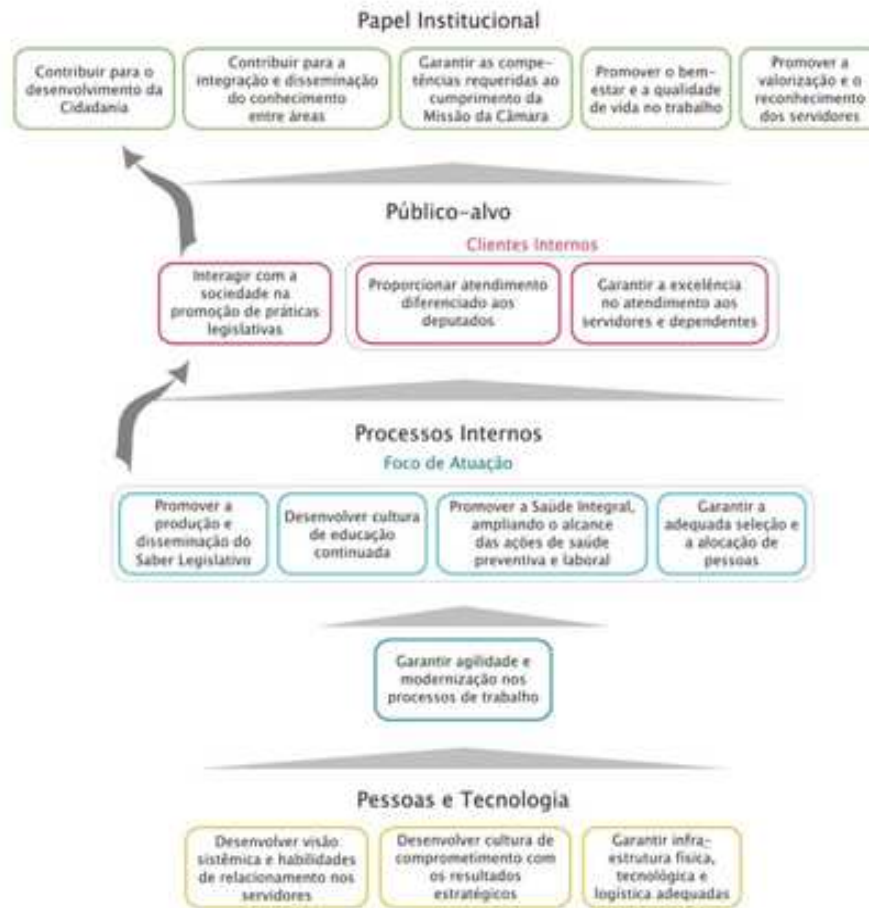 Papel Institucional
Contribuir para o
desenvolvimento da
Cidadania
Contribuir para a
integração e disseminação
do conhecimento
entre áreas
Garantir as compe-
tências requeridas ao
cumprimento da
Missão da Câmara
Promover o bem-
estar e a qualidade
de vida no trabalho
Promover a
valorização e o
reconhecimento
dos servidores
Público-alvo
Clientes Internos
Interagir com a
sociedade na
promoção de práticas
legislativas
Proporcionar atendimento
diferenciado aos
deputados
Garantir a excelência
no atendimento aos
servidores e dependentes
Processos Internos
Foco de Atuação
Promover a
produção e
disseminação do
Saber Legislativo
Desenvolver cultura
de educação
continuada
Promover a Saúde Integral,
ampliando o alcance
das ações de saúde
preventiva e laboral
Garantir a
adequada seleção e
a alocação de
pessoas
Garantir agilidade e
modernização nos
processos de trabalho
Pessoas e Tecnologia
Desenvolver visão
sistêmica e habilidades
de relacionamento nos
servidores
Desenvolver cultura de
comprometimento com
os resultados
estratégicos
Garantir infra-
estrutura física,
tecnológica e
logística adequadas